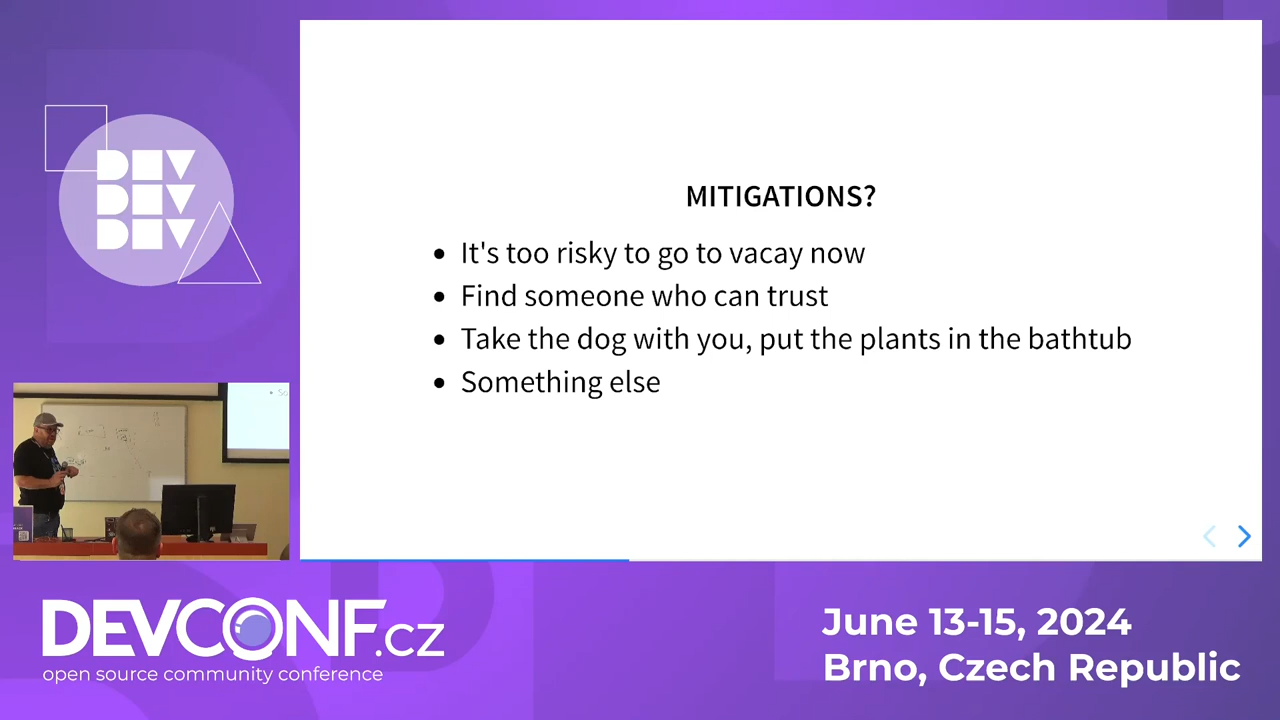 DEV
DEV
DEV
MITIGATIONS?
• It's too risky to go to vacay now
• Find someone who can trust
• Take the dog with you, put the plants in the bathtub
• Something else
• So
DEVCONF.cz
open source community conference
June 13-15, 2024
Brno, Czech Republic